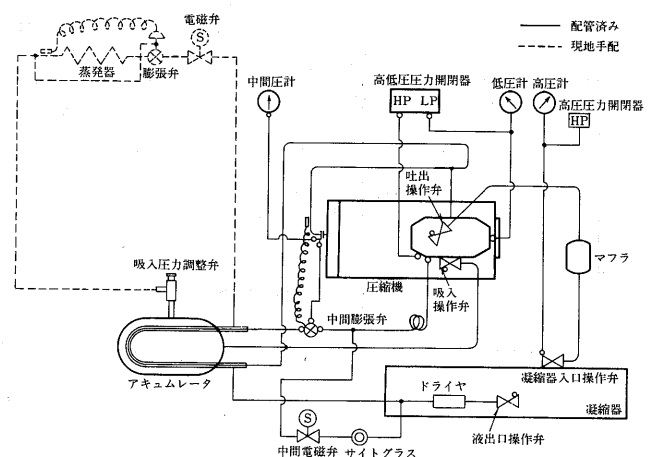 電磁弁
S
配管済み
現地手配
蒸発器
膨張弁
中間圧計
高低圧圧力開閉器
HP LP
低圧計
高圧計
高圧圧力開閉器
HP
吐出
操作弁
マフラ
吸入圧力調整弁
圧縮機
吸入
操作弁
中間膨張弁
アキュムレータ
凝縮器入口操作弁
ドライヤ
凝縮器
液出口操作弁
S
中間電磁弁
サイトグラス